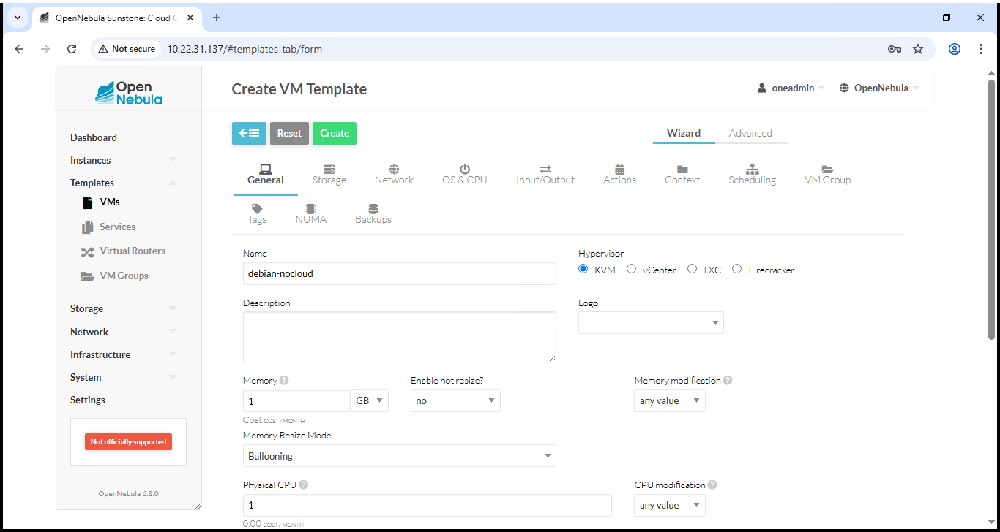 OpenNebula Sunstone: Cloud C
Not secure 10.22.31.137/#templates-tab/form
Open
Nebula
Create VM Template
oneadmin
OpenNebula
Dashboard
Instances
Templates
VMs
Services
Virtual Routers
VM Groups
Storage
Network
Infrastructure
System
Settings
Not officially supported
OpenNebula 6.8.0
Reset
Create
Wizard
Advanced
General
Storage
Network
OS & CPU
Input/Output
Actions
Context
Scheduling
VM Group
Tags
NUMA
Backups
Name
debian-nocloud
Hypervisor
KVM vCenter LXC Firecracker
Description
Logo
Memory ?
1 GB
Cost COST / MONTH
Enable hot resize?
no
Memory modification ?
any value
Memory Resize Mode
Ballooning
Physical CPU ?
1
0.00 COST / MONTH
CPU modification ?
any value